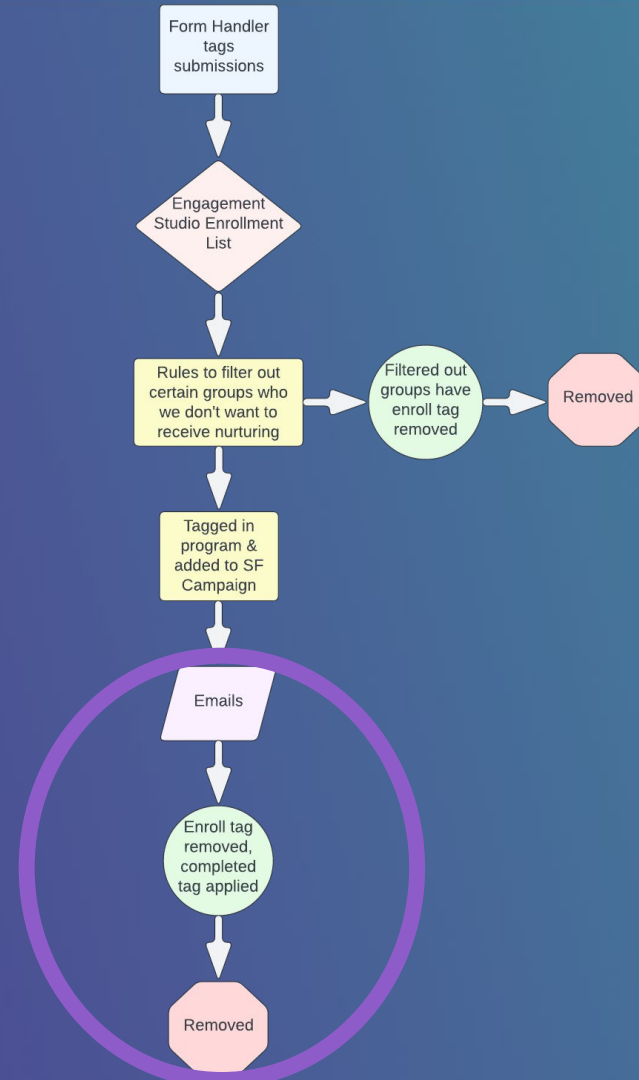 Form Handler
tags
submissions
Engagement
Studio Enrollment
List
Rules to filter out
certain groups who
we don't want to
receive nurturing
Filtered out
groups have
enroll tag
removed
Removed
Tagged in
program &
added to SF
Campaign
Emails
Enroll tag
removed,
completed
tag applied
Removed